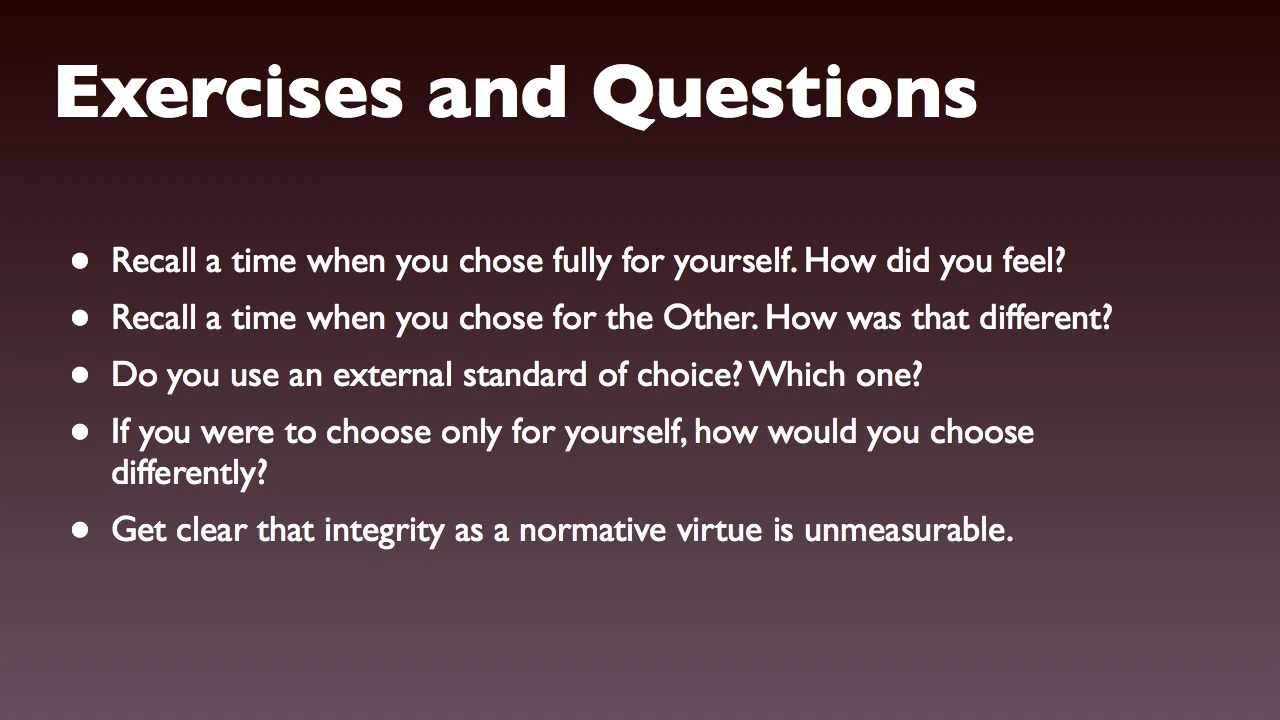 Exercises and Questions
● Recall a time when you chose fully for yourself. How did you feel?
● Recall a time when you chose for the Other. How was that different?
● Do you use an external standard of choice? Which one?
● If you were to choose only for yourself, how would you choose
differently?
● Get clear that integrity as a normative virtue is unmeasurable.